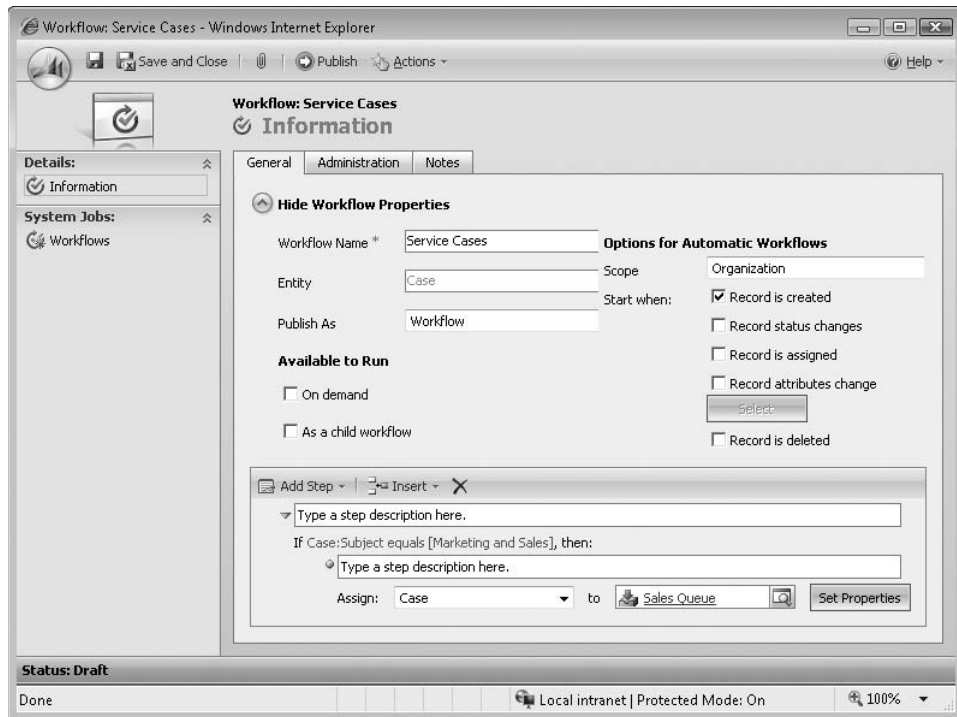 Workflow: Service Cases - Windows Internet Explorer
Save and Close
Publish
Actions
Help
Workflow: Service Cases
Information
Details:
Information
System Jobs:
Workflows
General
Administration
Notes
Hide Workflow Properties
Workflow Name *
Service Cases
Entity
Case
Publish As
Workflow
Available to Run
On demand
As a child workflow
Options for Automatic Workflows
Scope
Organization
Start when:
Record is created
Record status changes
Record is assigned
Record attributes change
Select
Record is deleted
Add Step
Insert
Type a step description here.
If Case:Subject equals [Marketing and Sales], then:
Type a step description here.
Assign:
Case
to
Sales Queue
Set Properties
Status: Draft
Done
Local intranet | Protected Mode: On
100%